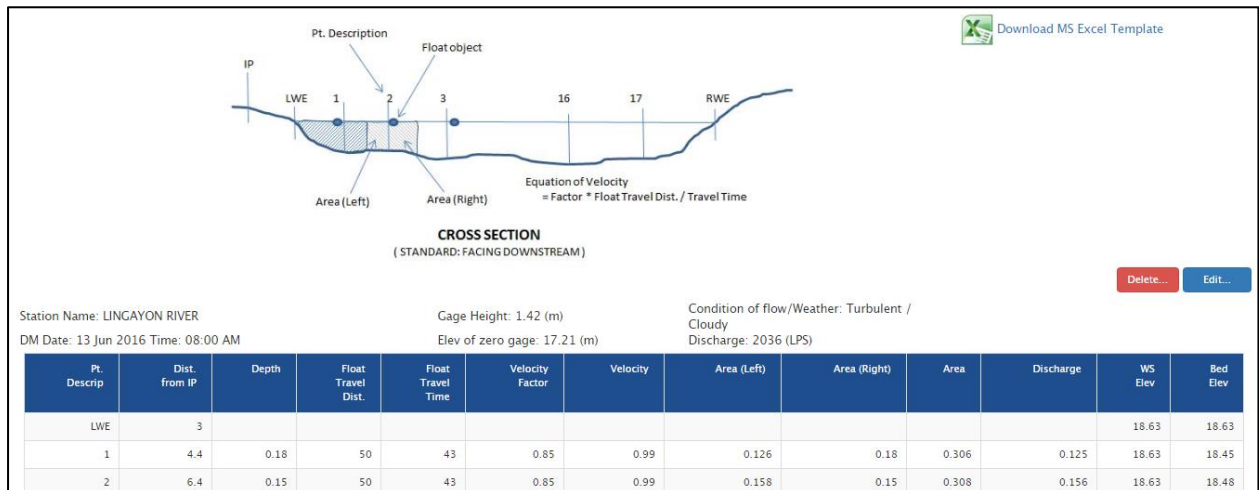 Download MS Excel Template
Pt. Description
Float object
IP
LWE 1 2 3 16 17 RWE
Equation of Velocity
= Factor * Float Travel Dist. / Travel Time
Area (Left) Area (Right)
CROSS SECTION
( STANDARD: FACING DOWNSTREAM )
Delete... Edit...
Station Name: LINGAYON RIVER Gage Height: 1.42 (m) Condition of flow/Weather: Turbulent /
Cloudy
DM Date: 13 Jun 2016 Time: 08:00 AM Elev of zero gage: 17.21 (m) Discharge: 2036 (LPS)
Pt. Descrip Dist. from IP Depth Float Travel Dist. Float Travel Time Velocity Factor Velocity Area (Left) Area (Right) Area Discharge WS Elev Bed Elev
LWE 3 18.63 18.63
1 4.4 0.18 50 43 0.85 0.99 0.126 0.18 0.306 0.125 18.63 18.45
2 6.4 0.15 50 43 0.85 0.99 0.158 0.15 0.308 0.156 18.63 18.48